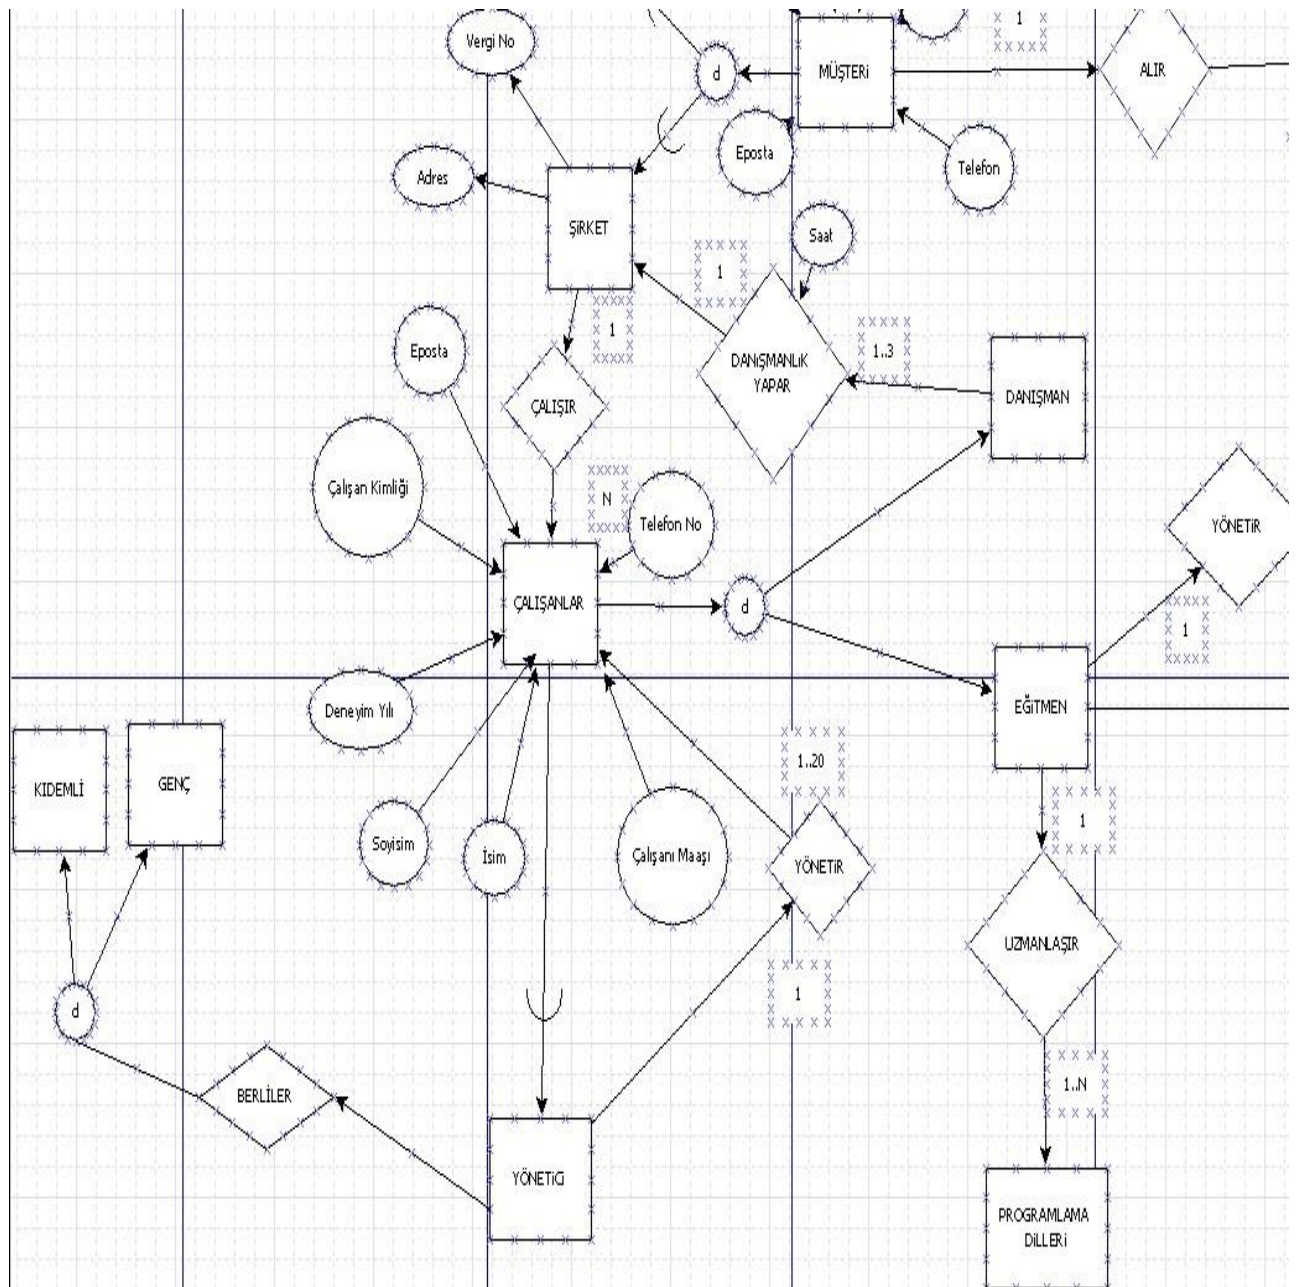 1
Vergi No
d
MÜŞTERİ
ALIR
Eposta
Telefon
Adres
ŞİRKET
Saat
1
1
Eposta
DANIŞMANLIK
YAPAR
1..3
ÇALIŞIR
DANIŞMAN
Çalışan Kimliği
N
Telefon No
YÖNETİR
ÇALIŞANLAR
d
1
Deneyim Yılı
EĞİTMEN
KIDEMLİ
GENÇ
1..20
1
Soyisim
İsim
Çalışanı Maaşı
YÖNETİR
UZMANLAŞIR
1
d
BERLİLER
1..N
YÖNETİCİ
PROGRAMLAMA
DİLLERİ